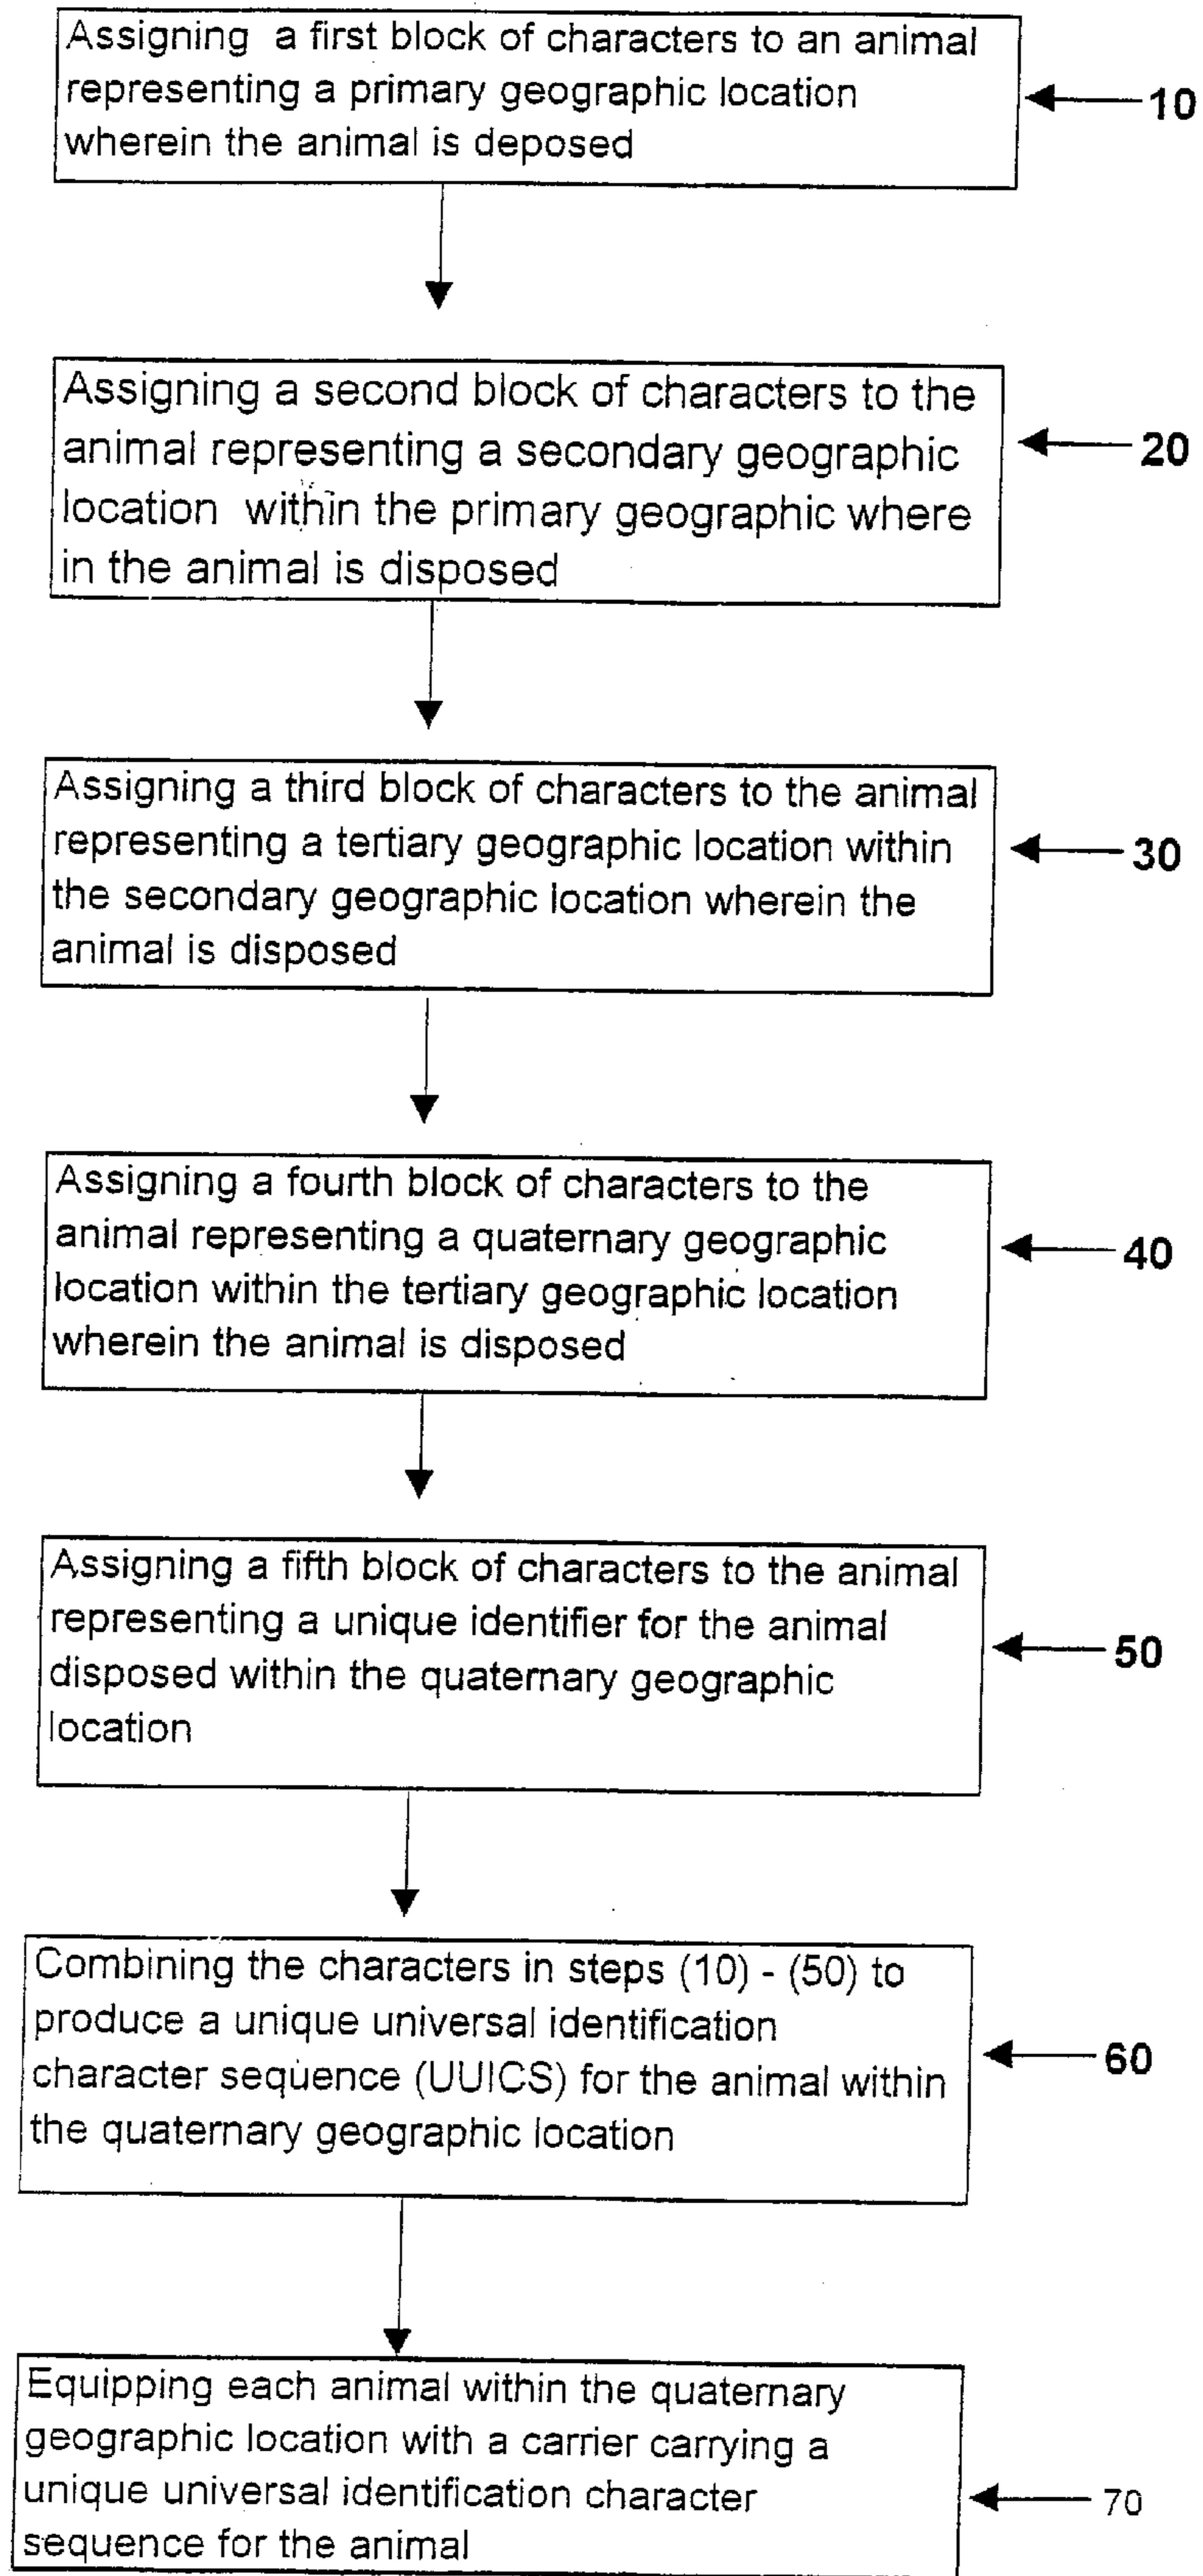 Assigning a first block of characters to an animal
representing a primary geographic location
wherein the animal is deposed
10
Assigning a second block of characters to the
animal representing a secondary geographic
location within the primary geographic where
in the animal is disposed
20
Assigning a third block of characters to the animal
representing a tertiary geographic location within
the secondary geographic location wherein the
animal is disposed
30
Assigning a fourth block of characters to the
animal representing a quaternary geographic
location within the tertiary geographic location
wherein the animal is disposed
40
Assigning a fifth block of characters to the animal
representing a unique identifier for the animal
disposed within the quaternary geographic
location
50
Combining the characters in steps (10) - (50) to
produce a unique universal identification
character sequence (UUICS) for the animal within
the quaternary geographic location
60
Equipping each animal within the quaternary
geographic location with a carrier carrying a
unique universal identification character
sequence for the animal
70